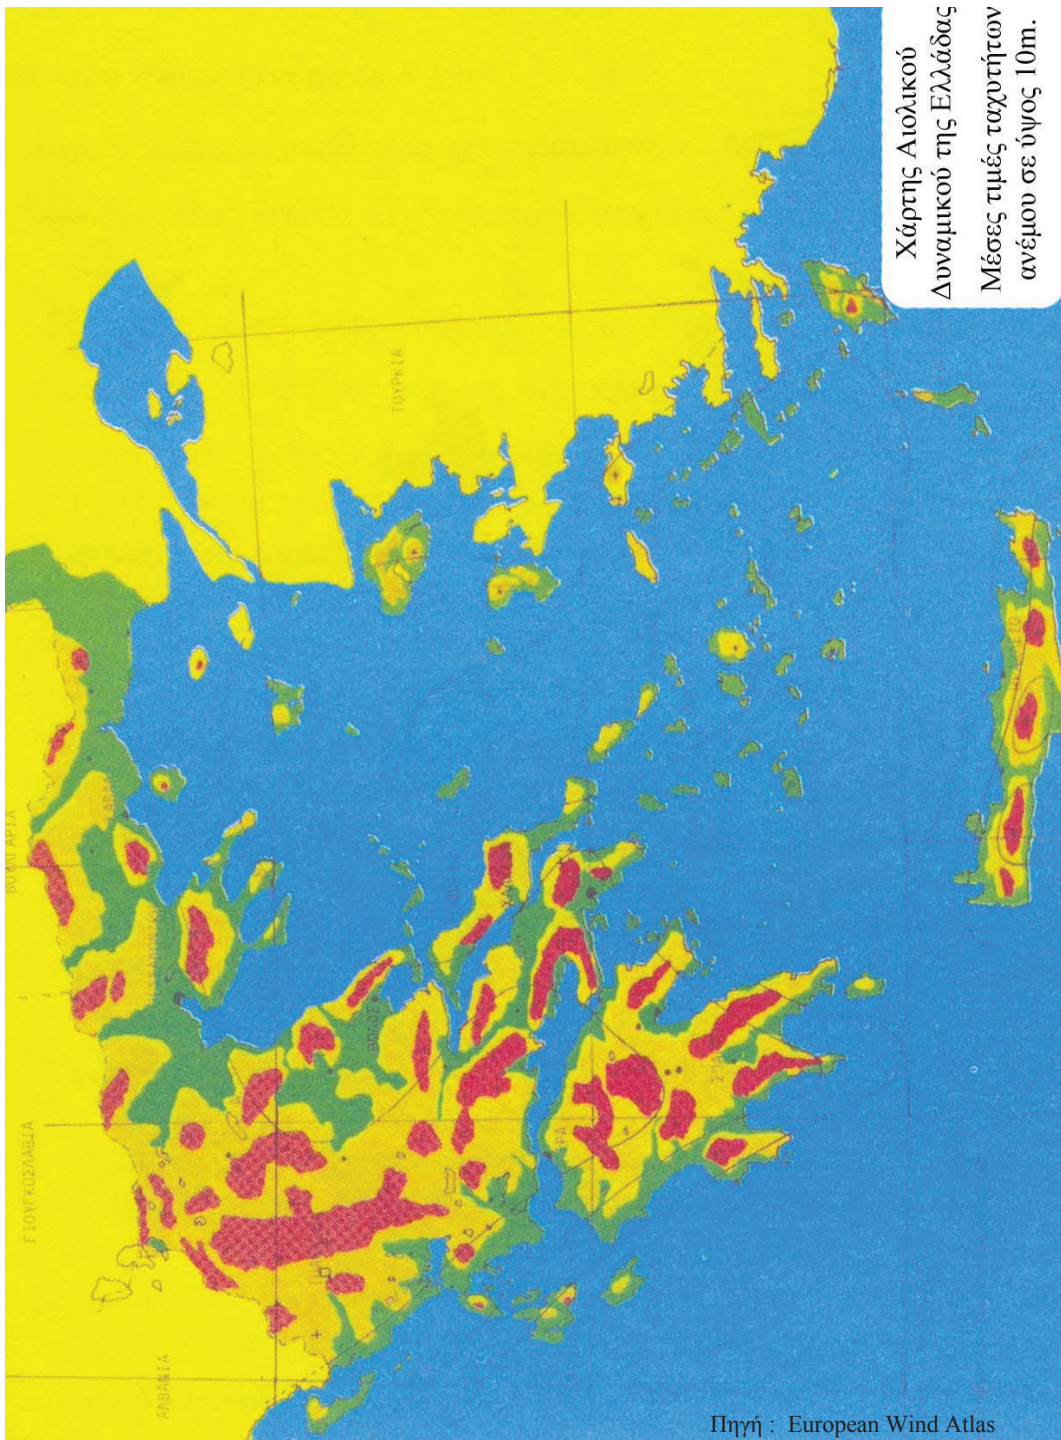 Χάρτης Αιολικού
Δυναμικού της Ελλάδας
Μέσες τιμές ταχυτήτων
ανέμου σε ύψος 10m.
ΤΟΥΡΚΙΑ
ΒΟΥΛΓΑΡΙΑ
ΓΙΟΥΓΚΟΣΛΑΒΙΑ
ΑΛΒΑΝΙΑ
Πηγή : European Wind Atlas